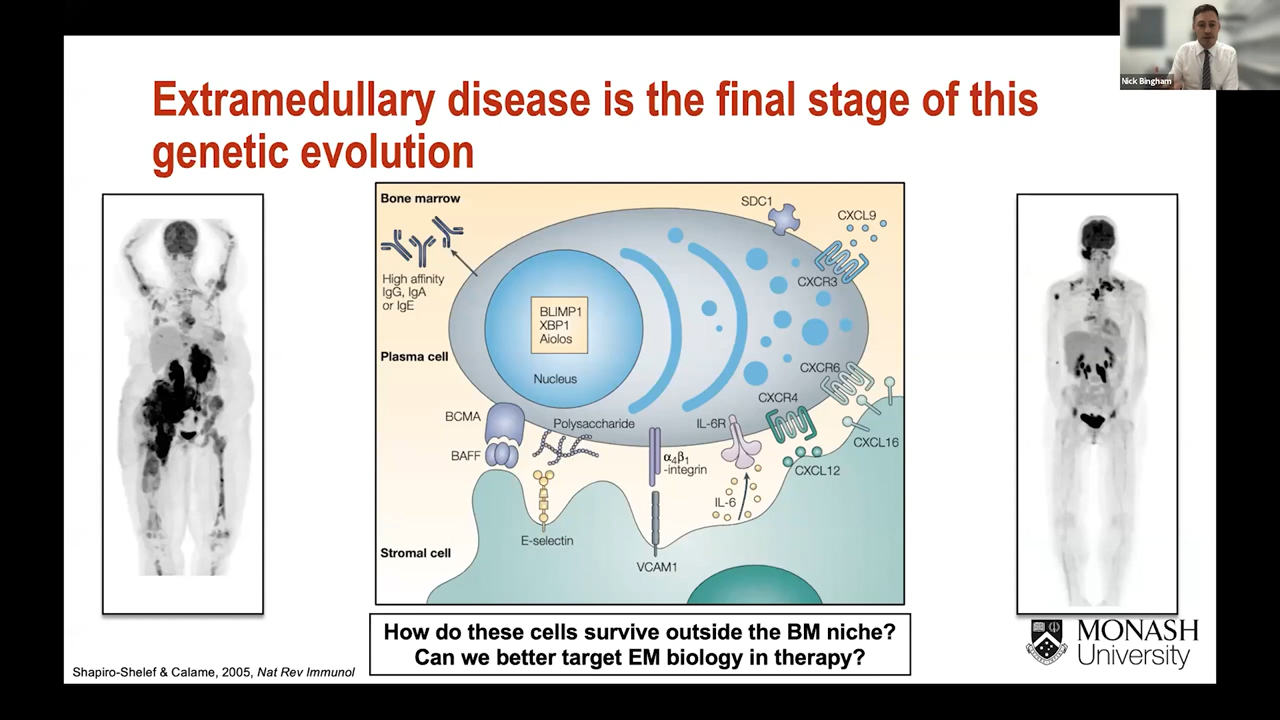 Nick Bingham
Extramedullary disease is the final stage of this
genetic evolution
Bone marrow
High affinity
IgG, IgA
or IgE
SDC1
CXCL9
CXCR3
BLIMP1
XBP1
Aiolos
Nucleus
Plasma cell
CXCR6
CXCR4
BCMA
Polysaccharide
IL-6R
CXCL16
BAFF
α4β1
-integrin
CXCL12
IL-6
E-selectin
Stromal cell
VCAM1
How do these cells survive outside the BM niche?
Can we better target EM biology in therapy?
MONASH
University
Shapiro-Shelef & Calame, 2005, Nat Rev Immunol